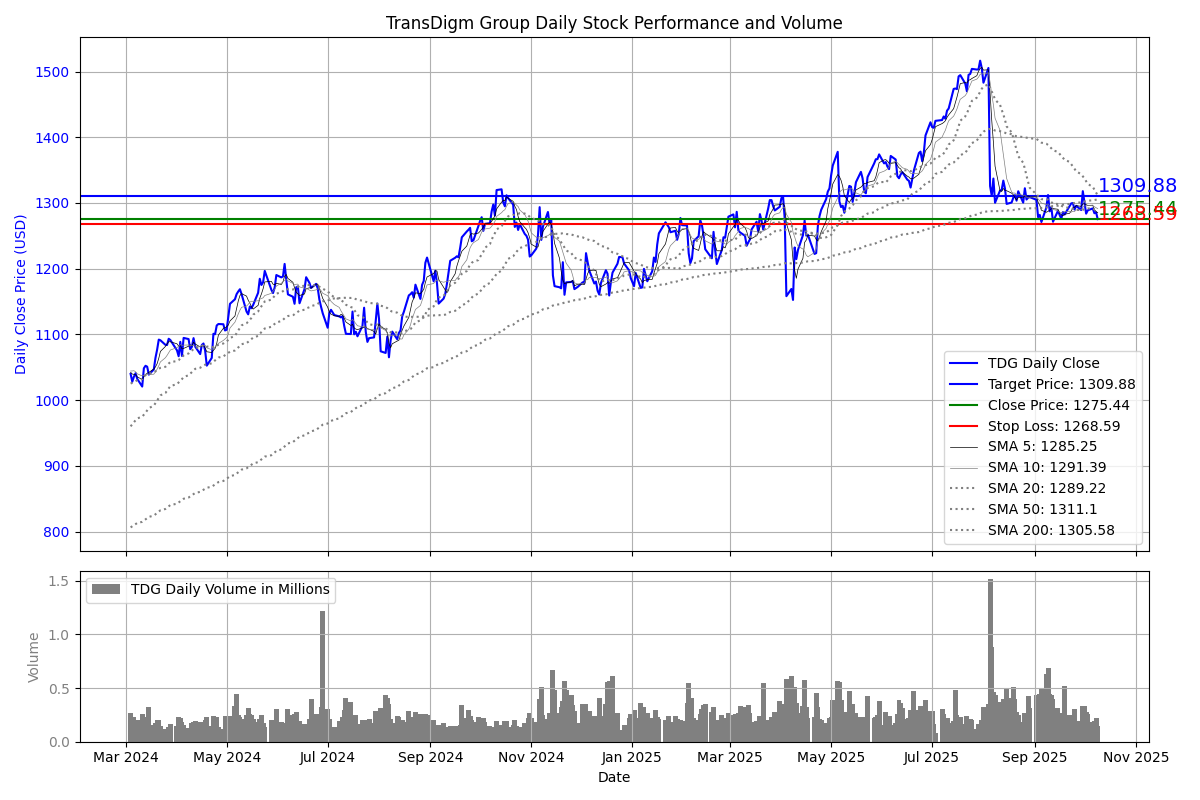 TransDigm Group Daily Stock Performance and Volume
Daily Close Price (USD)
1500
1400
1300
1200
1100
1000
900
800
1309.88
1275.44
1268.59
TDG Daily Close
Target Price: 1309.88
Close Price: 1275.44
Stop Loss: 1268.59
SMA 5: 1285.25
SMA 10: 1291.39
SMA 20: 1289.22
SMA 50: 1311.1
SMA 200: 1305.58
Volume
1.5
1.0
0.5
0.0
TDG Daily Volume in Millions
Mar 2024 May 2024 Jul 2024 Sep 2024 Nov 2024 Jan 2025 Mar 2025 May 2025 Jul 2025 Sep 2025 Nov 2025
Date